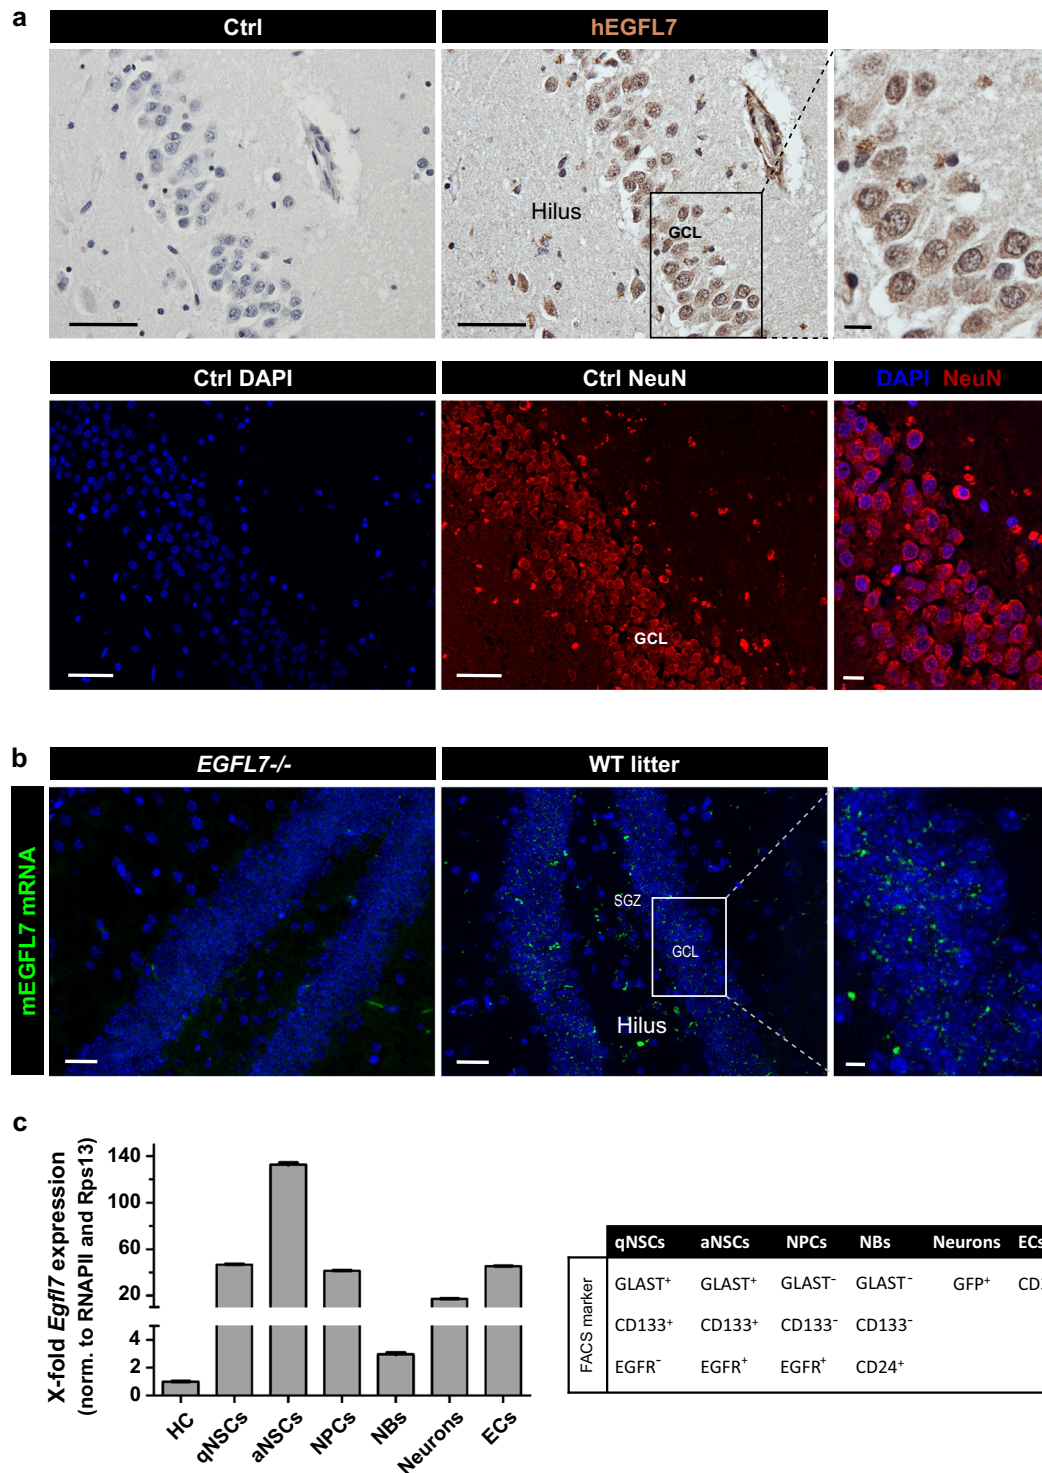 a
Ctrl
hEGFL7
Hilus
GCL
Ctrl DAPI
Ctrl NeuN
DAPI NeuN
GCL
b
EGFL7-/-
WT litter
mEGFL7 mRNA
SGZ
GCL
Hilus
c
X-fold Egfl7 expression
(norm. to RNAPII and Rps13)
140
100
60
20
4
2
0
HC
qNSCs
aNSCs
NPCs
NBs
Neurons
ECs
qNSCs aNSCs NPCs NBs Neurons ECs
FACS marker
GLAST⁺ GLAST⁺ GLAST⁻ GLAST⁻ GFP⁺
CD133⁺ CD133⁺ CD133⁻ CD133⁻
EGFR⁻ EGFR⁺ EGFR⁺ CD24⁺